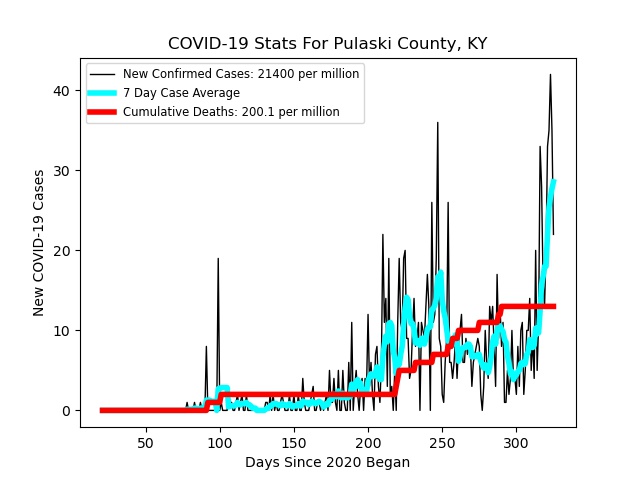 COVID-19 Stats For Pulaski County, KY
New Confirmed Cases: 21400 per million
7 Day Case Average
Cumulative Deaths: 200.1 per million
New COVID-19 Cases
40
30
20
10
0
50
100
150
200
250
300
Days Since 2020 Began